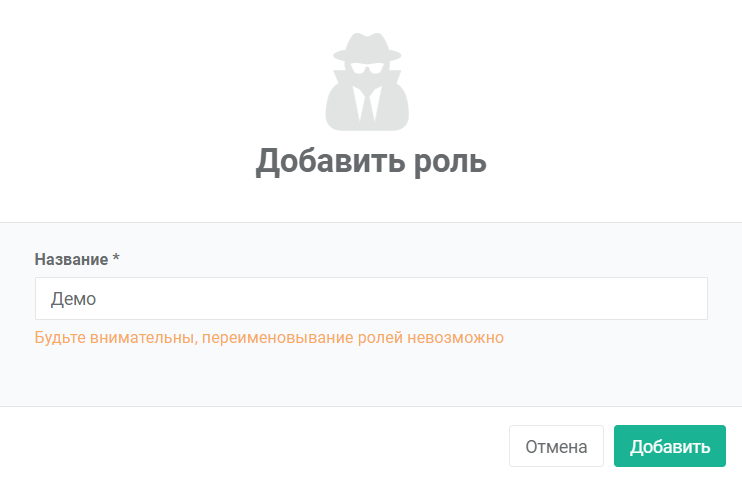 Добавить роль
Название *
Демо
Будьте внимательны, переименовывание ролей невозможно
Отмена
Добавить